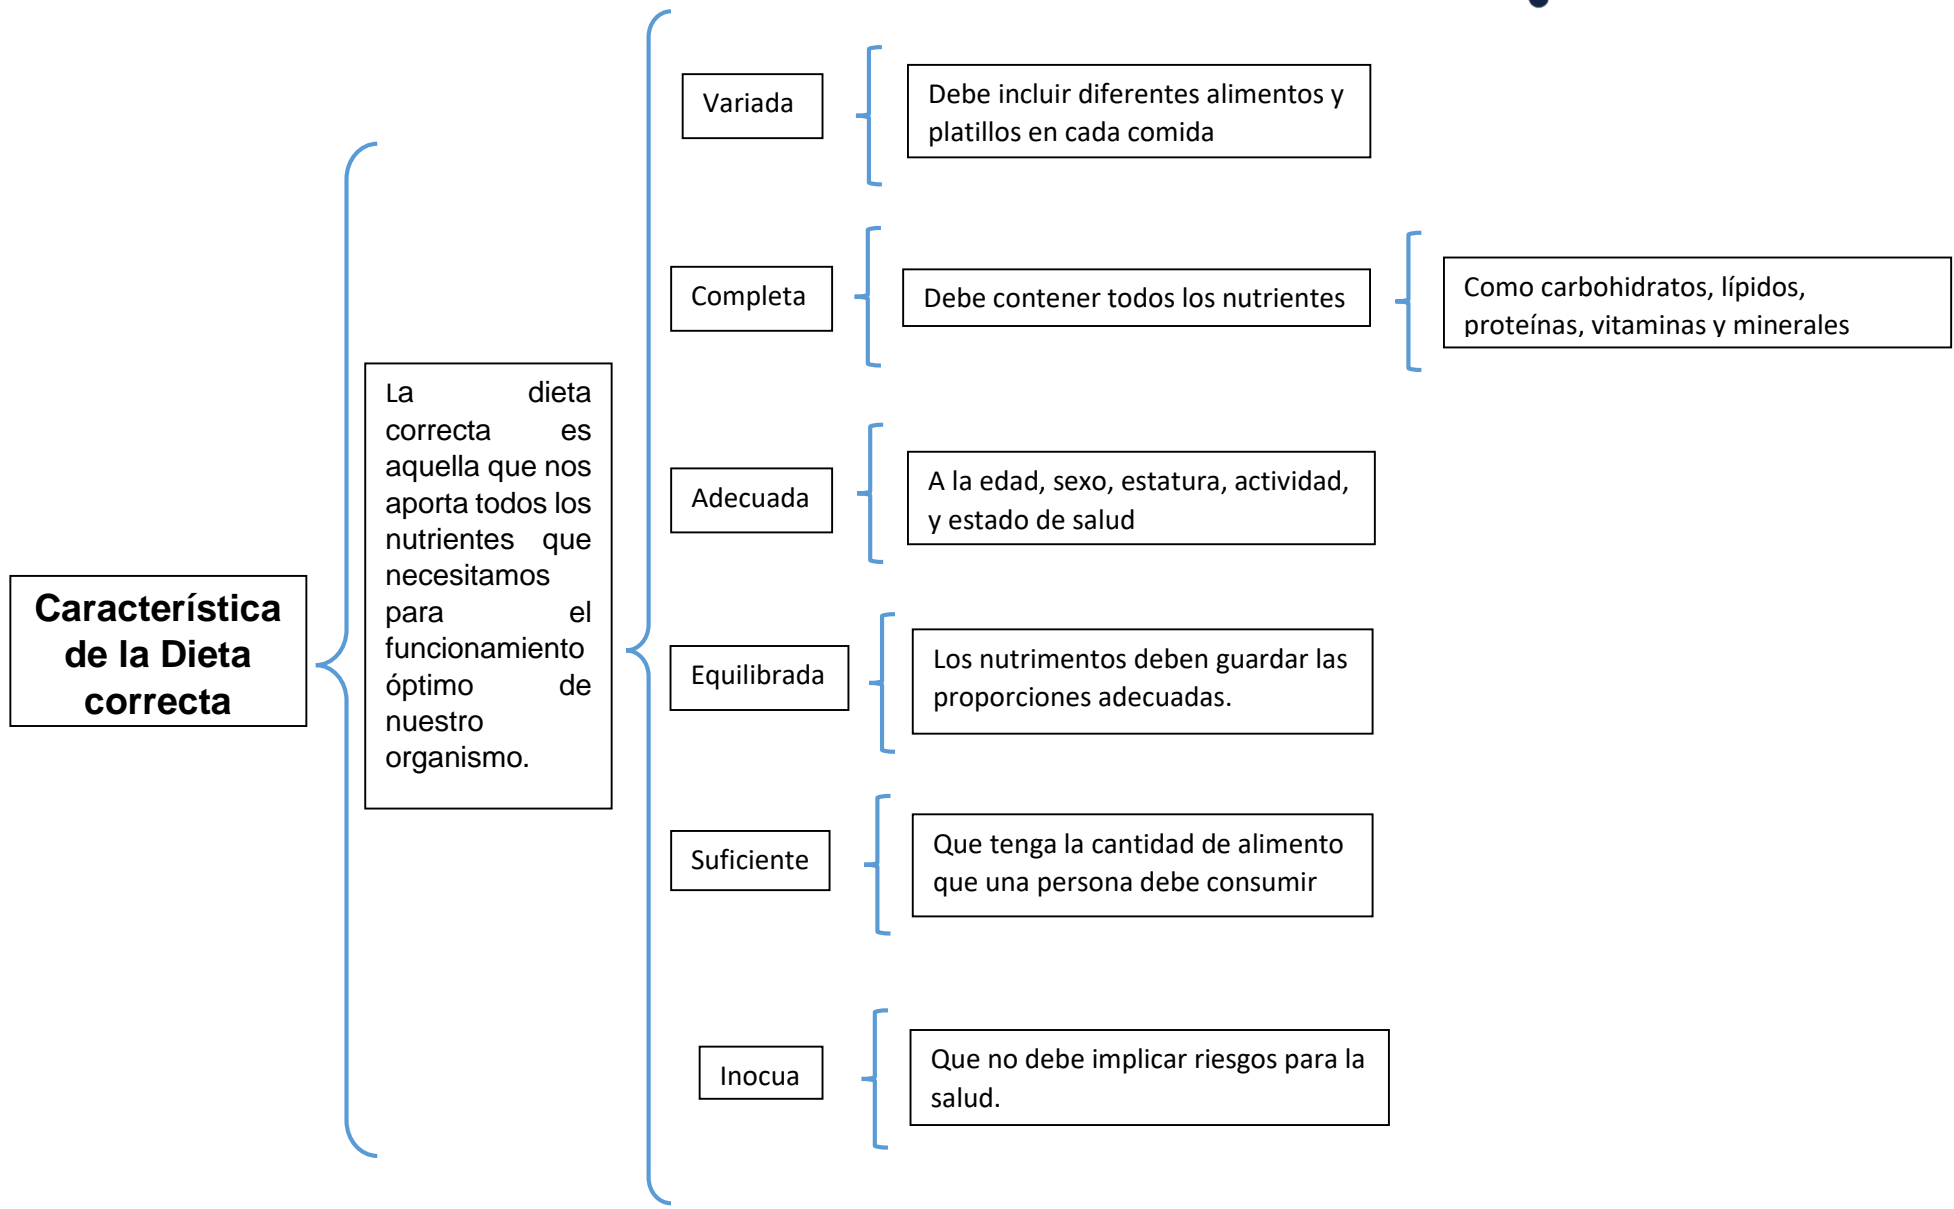 Característica
de la Dieta
correcta
La dieta
correcta es
aquella que nos
aporta todos los
nutrientes que
necesitamos
para el
funcionamiento
óptimo de
nuestro
organismo.
Variada
Debe incluir diferentes alimentos y
platillos en cada comida
Completa
Debe contener todos los nutrientes
Como carbohidratos, lípidos,
proteínas, vitaminas y minerales
Adecuada
A la edad, sexo, estatura, actividad,
y estado de salud
Equilibrada
Los nutrimentos deben guardar las
proporciones adecuadas.
Suficiente
Que tenga la cantidad de alimento
que una persona debe consumir
Inocua
Que no debe implicar riesgos para la
salud.